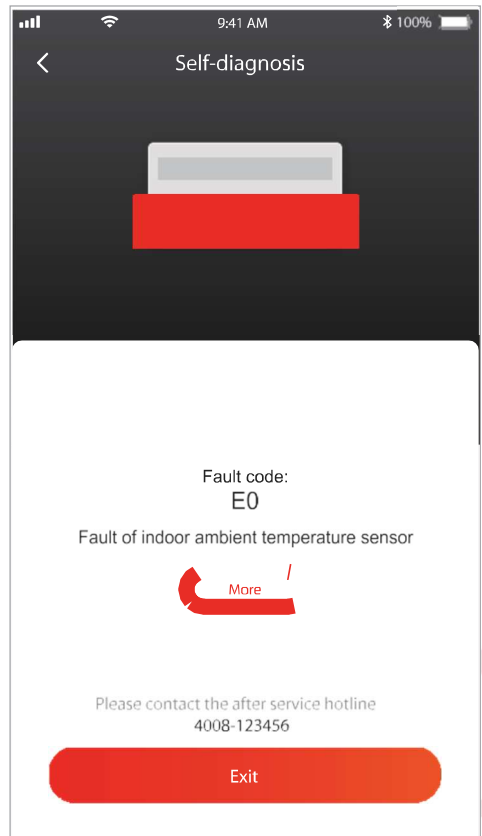 9:41 AM
100%
Self-diagnosis
Fault code:
E0
Fault of indoor ambient temperature sensor
More
Please contact the after service hotline
4008-123456
Exit